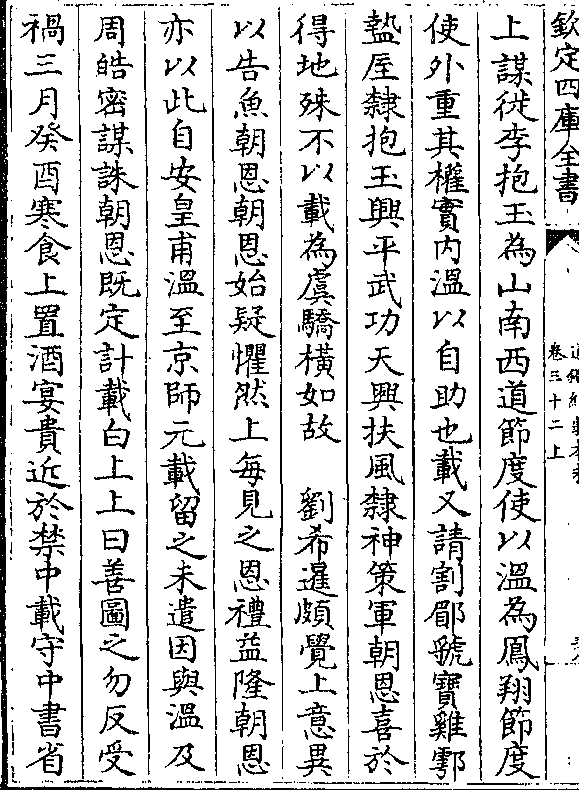 欽定四庫全書
卷三十二上
上謀徙李抱玉為山南西道節度使以溫為鳳翔節度
使外重其權實内溫以自助也載又請割郿虢寶雞鄠
盩厔隸抱玉興平武功天興扶風隸神策軍朝恩喜於
得地殊不以載為虞驕橫如故　劉希暹頗覺上意異
以告魚朝恩朝恩始疑懼然上每見之恩禮益隆朝恩
亦以此自安皇甫溫至京師元載留之未遣因與溫及
周皓密謀誅朝恩既定計載白上上曰善圖之勿反受
禍三月癸酉寒食上置酒宴貴近於禁中載守中書省